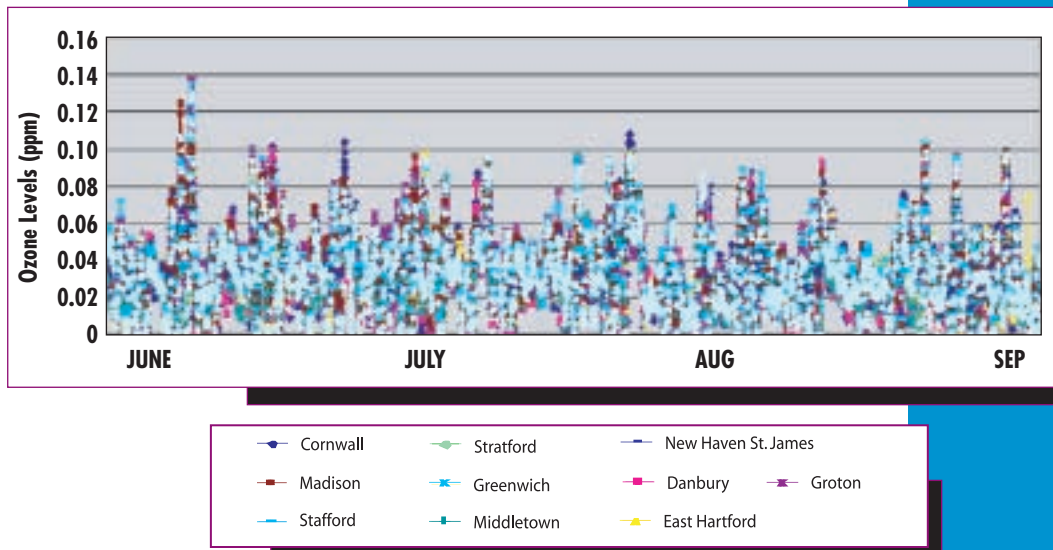 0.16
0.14
0.12
0.10
0.08
0.06
0.04
0.02
0
Ozone Levels (ppm)
JUNE JULY AUG SEP
Cornwall Stratford New Haven St. James
Madison Greenwich Danbury Groton
Stafford Middletown East Hartford